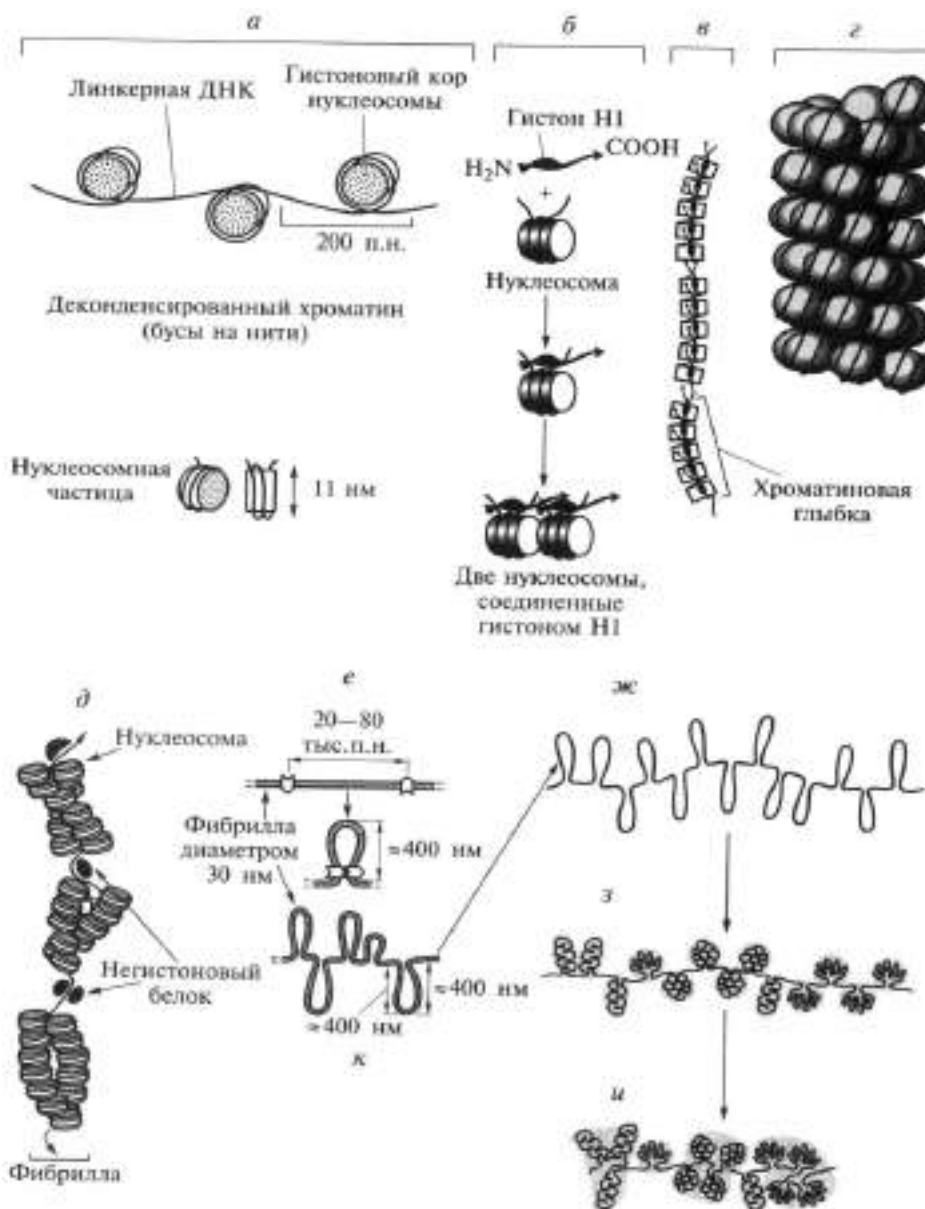 а
б
в
г
Линкерная ДНК
Гистоновый кор
нуклеосомы
200 п.н.
Деконденсированный хроматин
(бусы на нити)
Нуклеосомная
частица
11 нм
Гистон H1
H₂N
COOH
+
Нуклеосома
Две нуклеосомы,
соединенные
гистоном H1
Хроматиновая
глыбка
д
Нуклеосома
Негистоновый
белок
Фибрилла
е
20—80
тыс.п.н.
Фибрилла
диаметром
30 нм
≈400 нм
≈400 нм
≈400 нм
к
ж
з
и